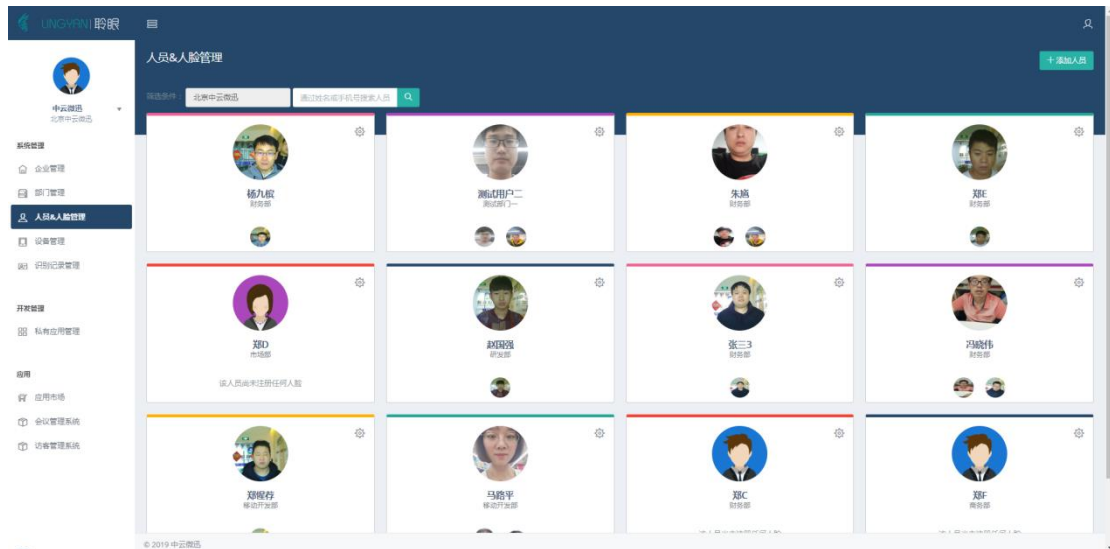 UNGYANI 聆眼
中云微迅
北京中云微迅
系统管理
企业管理
部门管理
人员&人脸管理
设备管理
识别记录管理
开发管理
私有应用管理
应用
应用市场
会议管理系统
访客管理系统
人员&人脸管理
+ 添加人员
筛选条件：
北京中云微迅
通过姓名或手机号搜索人员
杨九槟
财务部
测试用户二
测试部门一
朱旍
财务部
郑E
财务部
郑D
市场部
该人员尚未注册任何人脸
赵国强
研发部
张三3
财务部
冯晓伟
财务部
移动开发部
马路平
移动开发部
郑C
财务部
郑F
商务部
© 2019 中云微迅